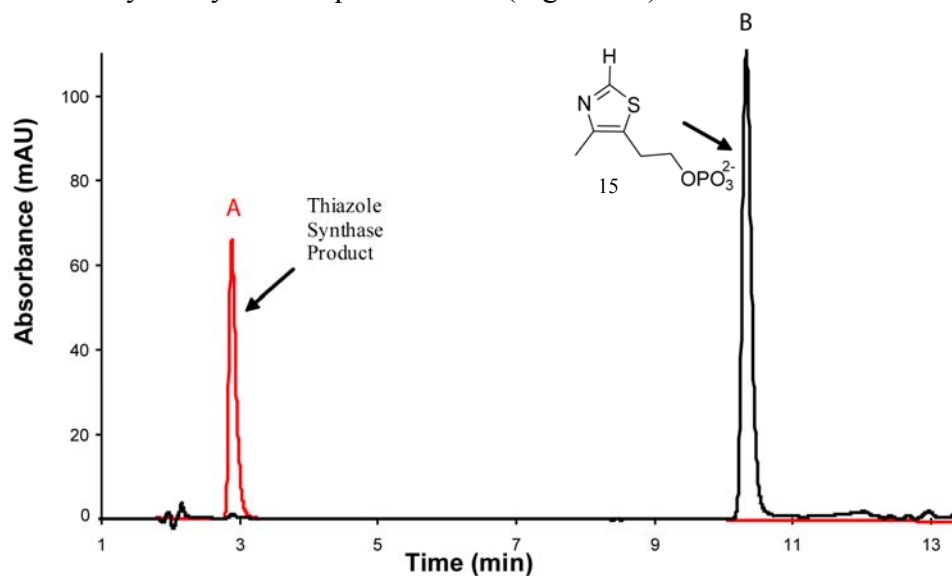 B
H
N
S
OPO3 2-
15
A
Thiazole
Synthase
Product
Absorbance (mAU)
100
80
60
40
20
0
1 3 5 7 9 11 13
Time (min)